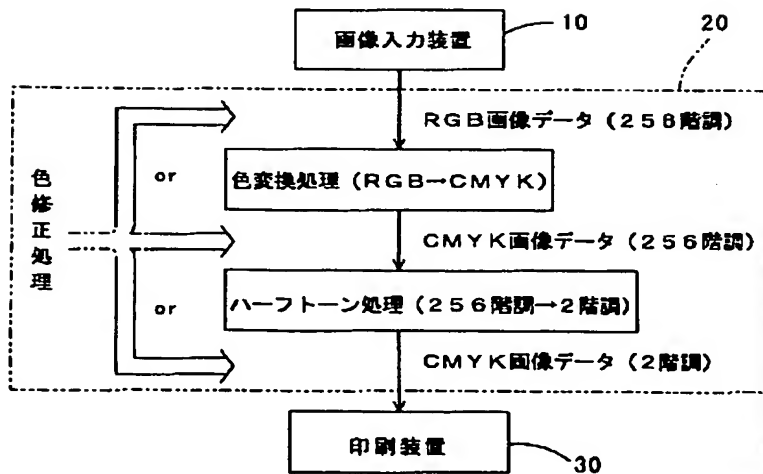 画像入力装置
10
20
RGB画像データ(256階調)
色修正処理
or
色変換処理(RGB→CMYK)
CMYK画像データ(256階調)
or
ハーフトーン処理(256階調→2階調)
CMYK画像データ(2階調)
印刷装置
30